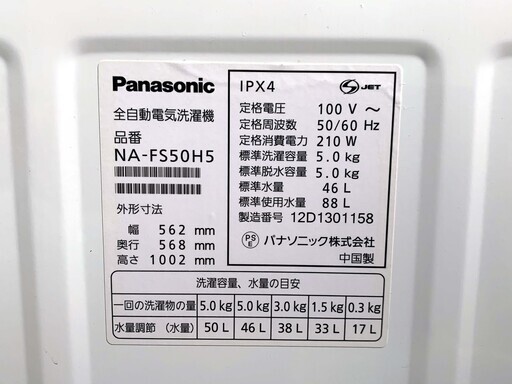 Panasonic
全自動電気洗濯機
品番
NA-FS50H5
外形寸法
幅 562 mm
奥行 568 mm
高さ 1002 mm
IPX4
S JET
定格電圧 100 V ～
定格周波数 50/60 Hz
定格消費電力 210 W
標準洗濯容量 5.0 kg
標準脱水容量 5.0 kg
標準水量 46 L
標準使用水量 88 L
製造番号 12D1301158
PS E パナソニック株式会社
中国製
洗濯容量、水量の目安
一回の洗濯物の量 5.0 kg 5.0 kg 3.0 kg 1.5 kg 0.3 kg
水量調節（水量） 50 L 46 L 38 L 33 L 17 L